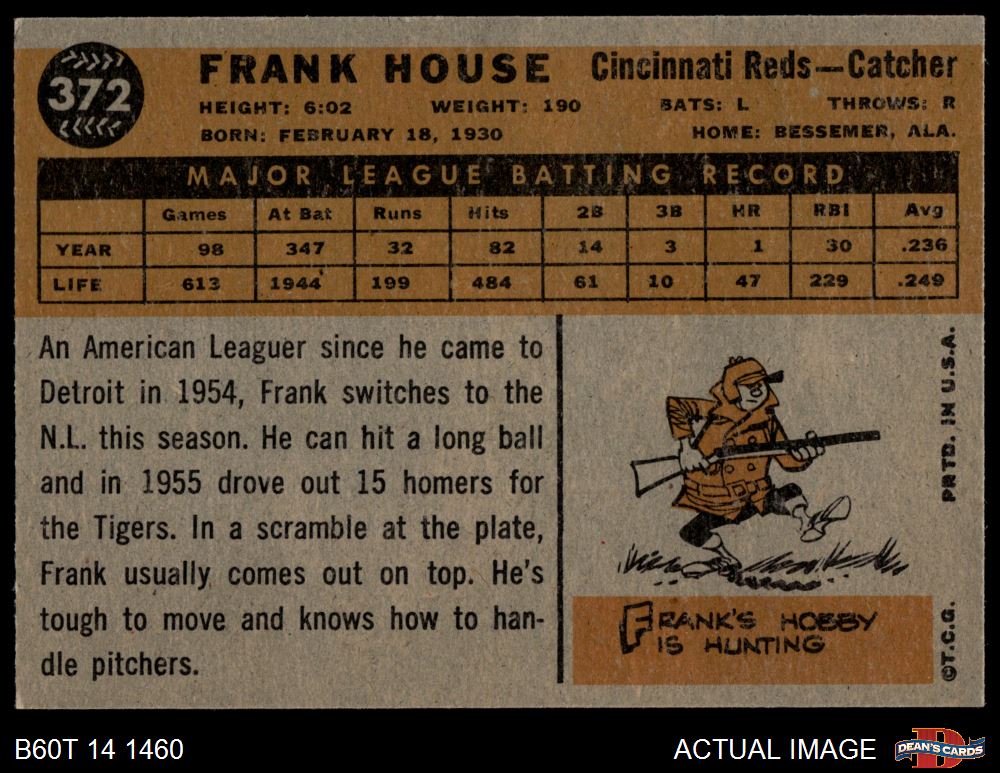 372
FRANK HOUSE Cincinnati Reds—Catcher
HEIGHT: 6:02 WEIGHT: 190 BATS: L THROWS: R
BORN: FEBRUARY 18, 1930 HOME: BESSEMER, ALA.
MAJOR LEAGUE BATTING RECORD
Games At Bat Runs Hits 2B 3B HR RBI Avg
YEAR 98 347 32 82 14 3 1 30 .236
LIFE 613 1944 199 484 61 10 47 229 .249
An American Leaguer since he came to
Detroit in 1954, Frank switches to the
N.L. this season. He can hit a long ball
and in 1955 drove out 15 homers for
the Tigers. In a scramble at the plate,
Frank usually comes out on top. He's
tough to move and knows how to han-
dle pitchers.
FRANK'S HOBBY
IS HUNTING
©T.C.G. PRTD. IN U.S.A.
B60T 14 1460
ACTUAL IMAGE
D
DEAN'S CARDS